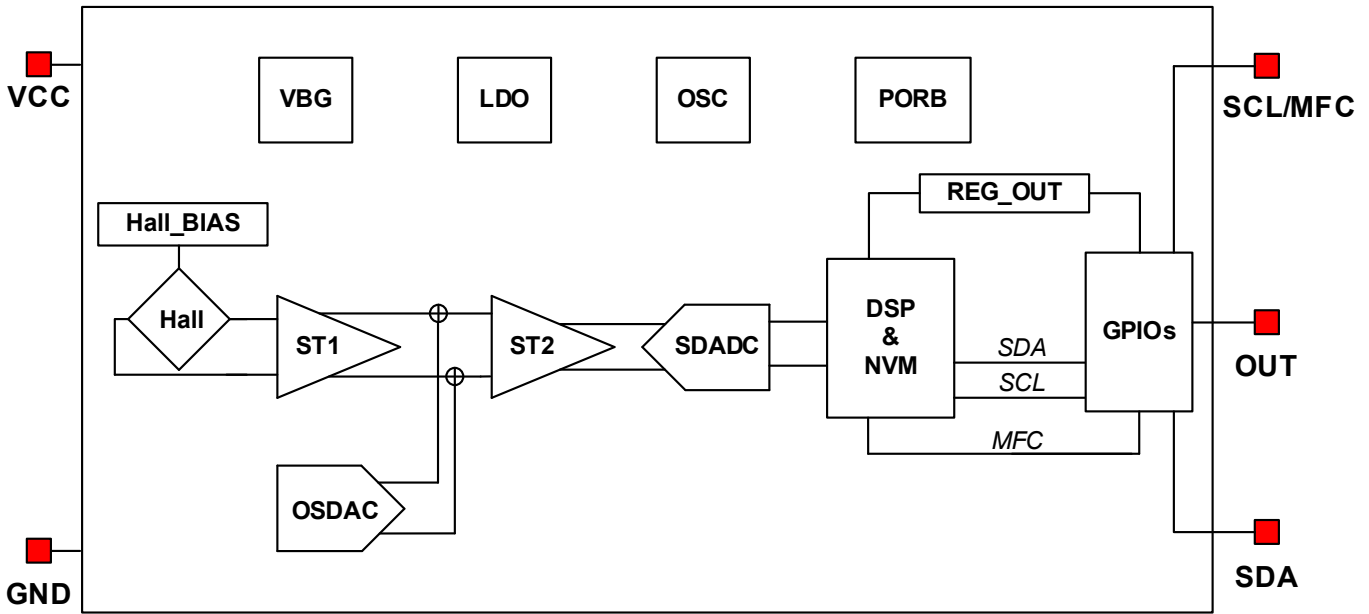 VCC
VBG
LDO
OSC
PORB
SCL/MFC
REG_OUT
Hall_BIAS
Hall
ST1
ST2
SDADC
DSP
&
NVM
SDA
SCL
MFC
GPIOs
OUT
OSDAC
GND
SDA